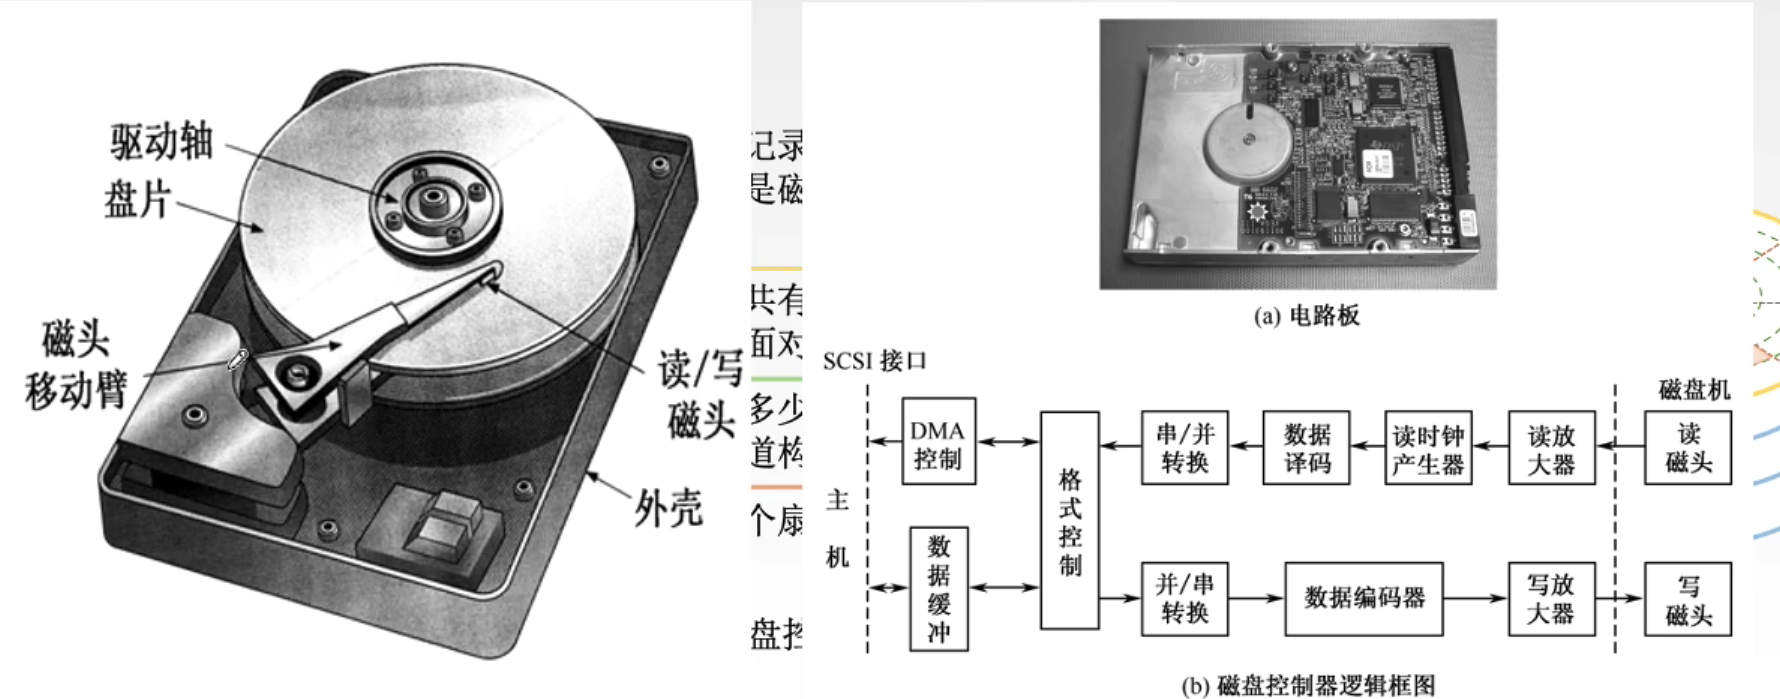 驱动轴
盘片
磁头
移动臂
读/写
磁头
外壳
记录
是磁
共有
面对
多少
道构
个扇
盘控
(a) 电路板
SCSI 接口
磁盘机
主
机
DMA
控制
数
据
缓
冲
格
式
控
制
串/并
转换
数据
译码
读时钟
产生器
读放
大器
读
磁头
并/串
转换
数据编码器
写放
大器
写
磁头
(b) 磁盘控制器逻辑框图